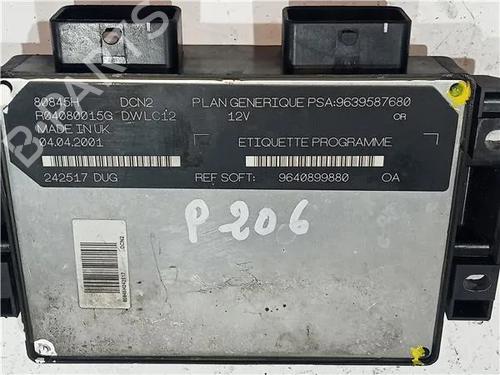 80845H DCN2 PLAN GENERIQUE PSA:9639587680
R04080015G DWLC12 12V OR
MADE IN UK
04.04.2001 ETIQUETTE PROGRAMME
242517 DUG REF SOFT: 9640899880 OA
P 206
DCN2